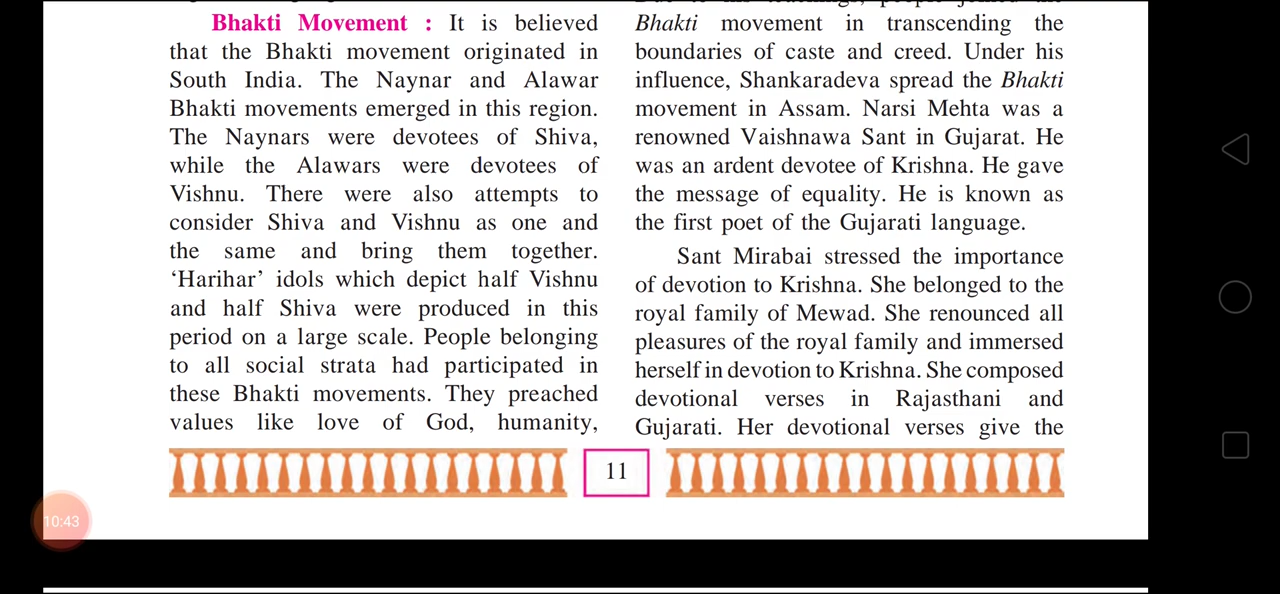 Bhakti Movement : It is believed
that the Bhakti movement originated in
South India. The Naynar and Alawar
Bhakti movements emerged in this region.
The Naynars were devotees of Shiva,
while the Alawars were devotees of
Vishnu. There were also attempts to
consider Shiva and Vishnu as one and
the same and bring them together.
‘Harihar’ idols which depict half Vishnu
and half Shiva were produced in this
period on a large scale. People belonging
to all social strata had participated in
these Bhakti movements. They preached
values like love of God, humanity,
Bhakti movement in transcending the
boundaries of caste and creed. Under his
influence, Shankaradeva spread the Bhakti
movement in Assam. Narsi Mehta was a
renowned Vaishnawa Sant in Gujarat. He
was an ardent devotee of Krishna. He gave
the message of equality. He is known as
the first poet of the Gujarati language.
Sant Mirabai stressed the importance
of devotion to Krishna. She belonged to the
royal family of Mewad. She renounced all
pleasures of the royal family and immersed
herself in devotion to Krishna. She composed
devotional verses in Rajasthani and
Gujarati. Her devotional verses give the
11
10:43